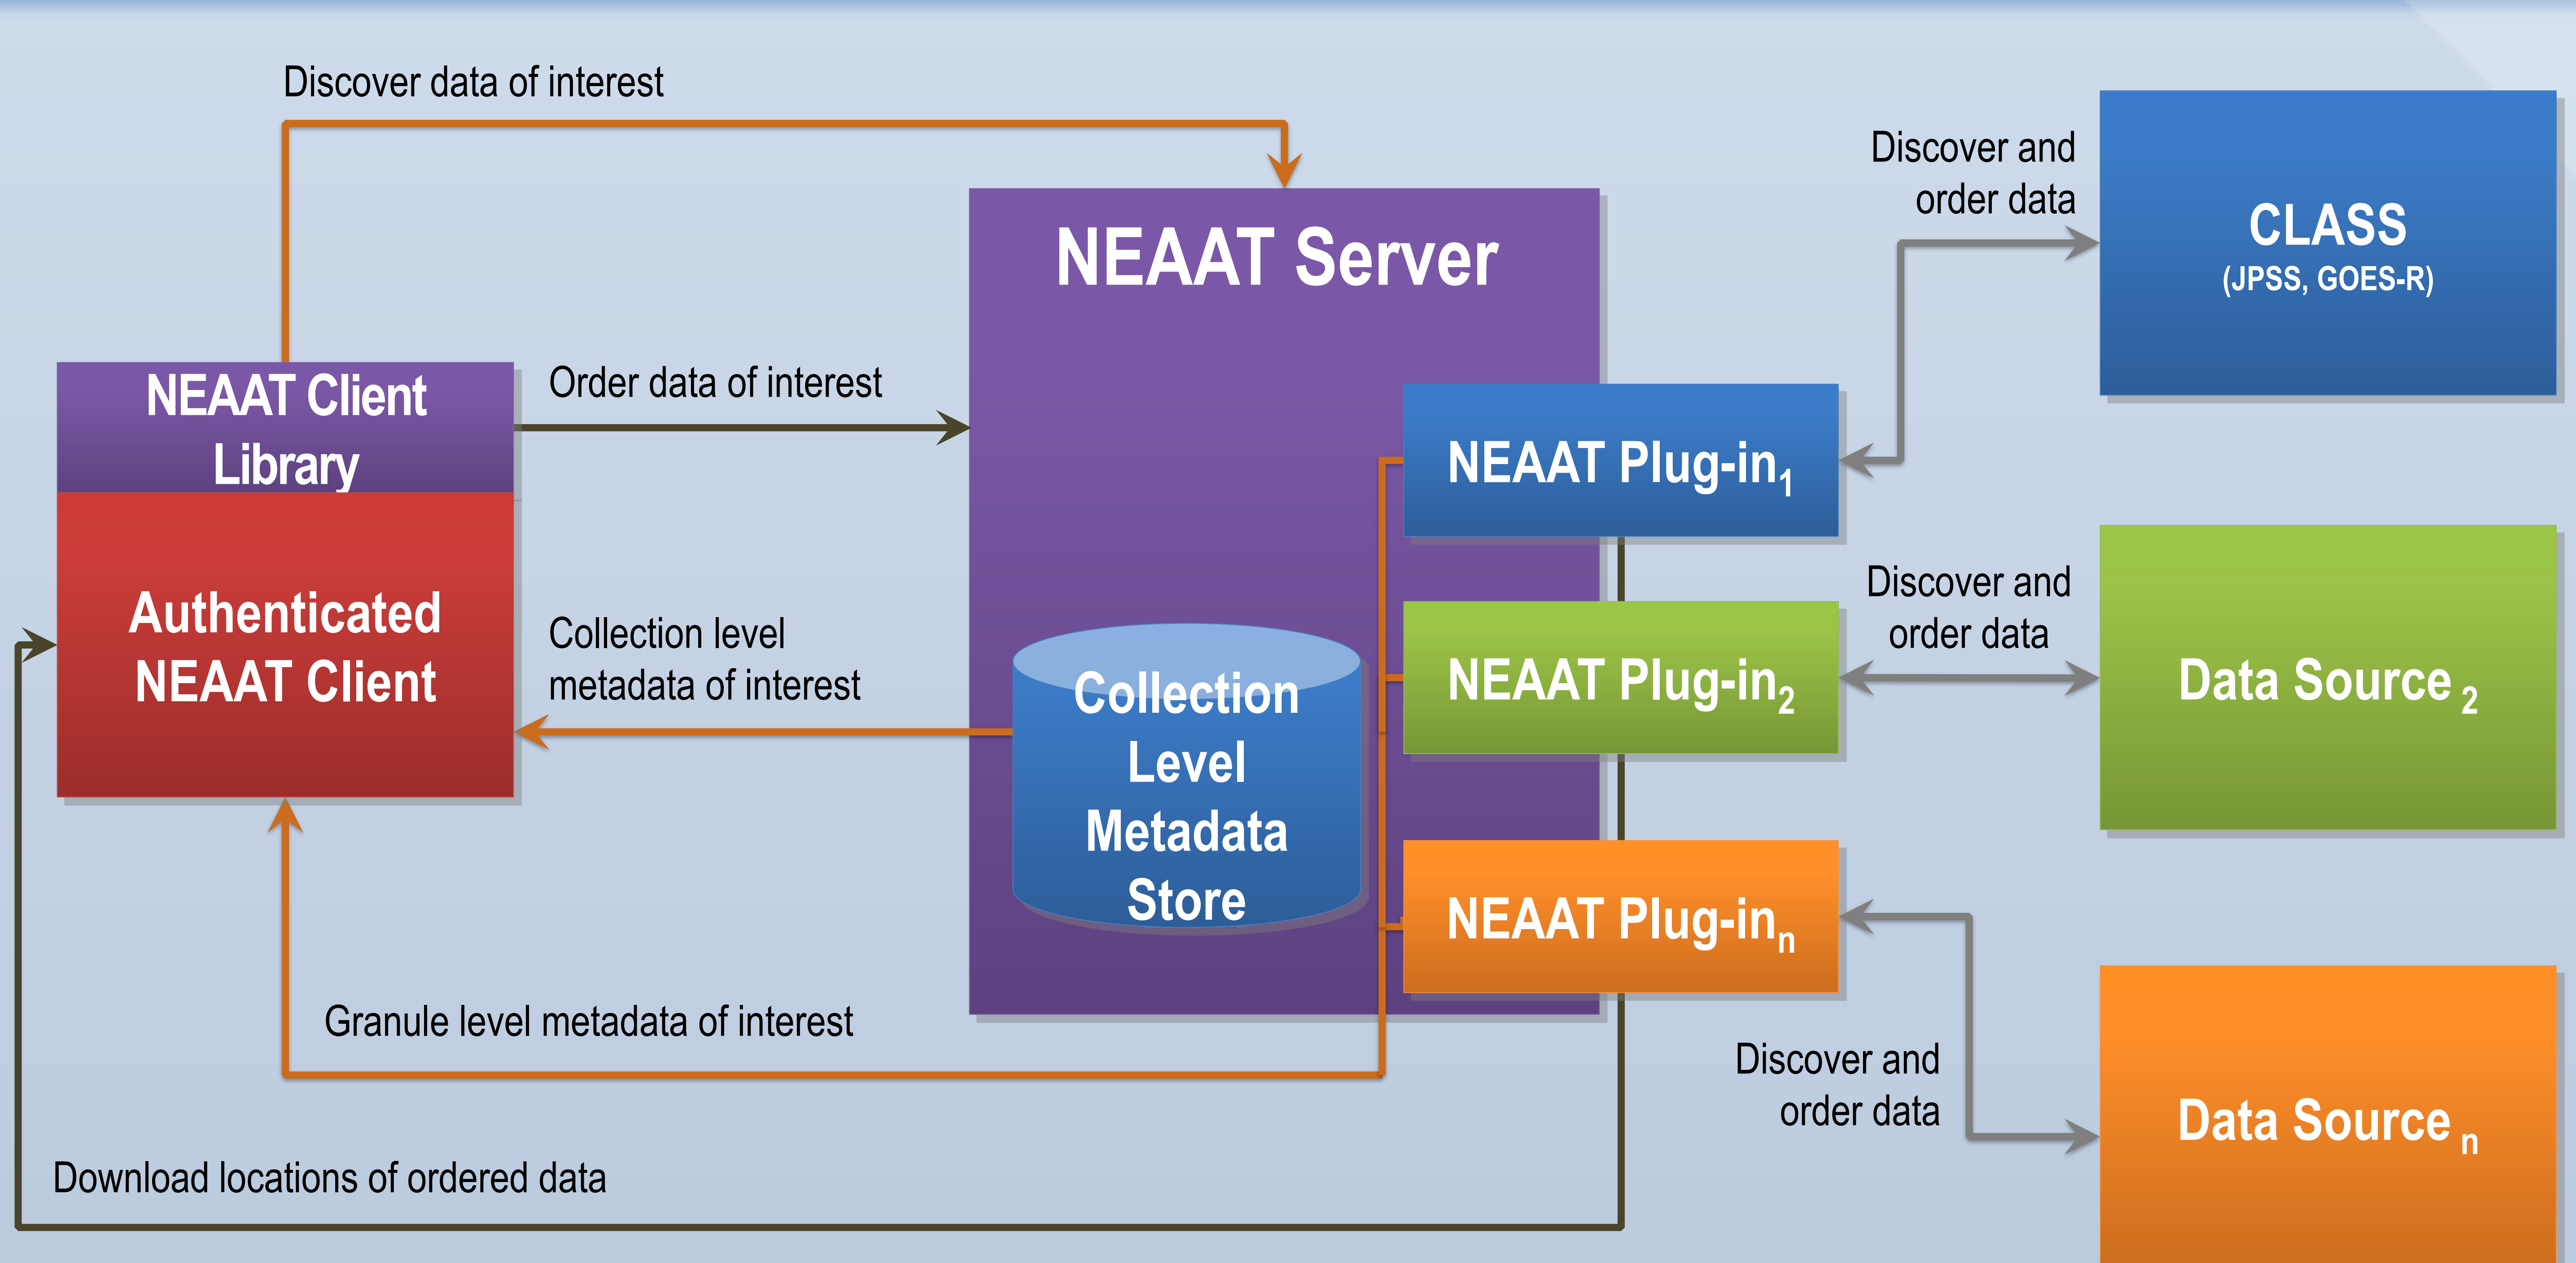 Discover data of interest
NEAAT Client
Library
Authenticated
NEAAT Client
Order data of interest
Collection level
metadata of interest
Granule level metadata of interest
Download locations of ordered data
NEAAT Server
Collection
Level
Metadata
Store
NEAAT Plug-in1
NEAAT Plug-in2
NEAAT Plug-inn
Discover and
order data
Discover and
order data
Discover and
order data
CLASS
(JPSS, GOES-R)
Data Source 2
Data Source n